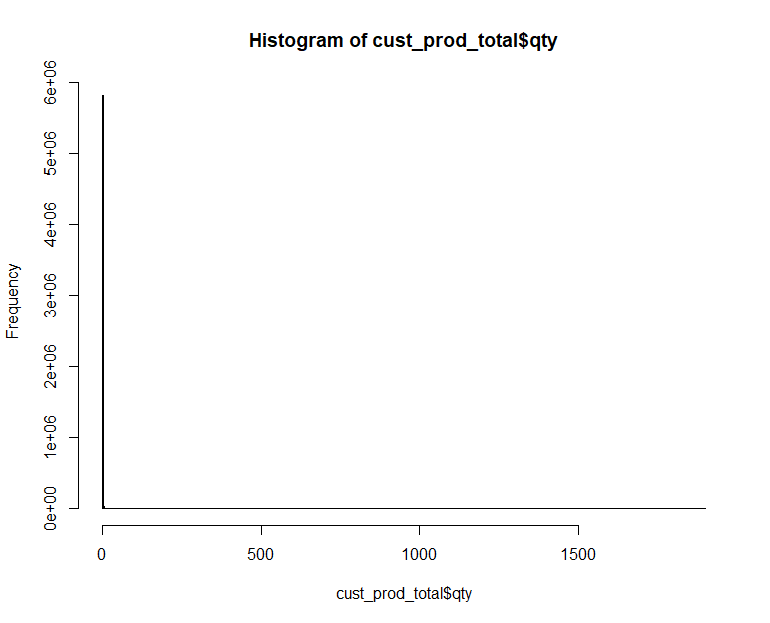 Histogram of cust_prod_total$qty
Frequency
6e+06
5e+06
4e+06
3e+06
2e+06
1e+06
0e+00
0 500 1000 1500
cust_prod_total$qty